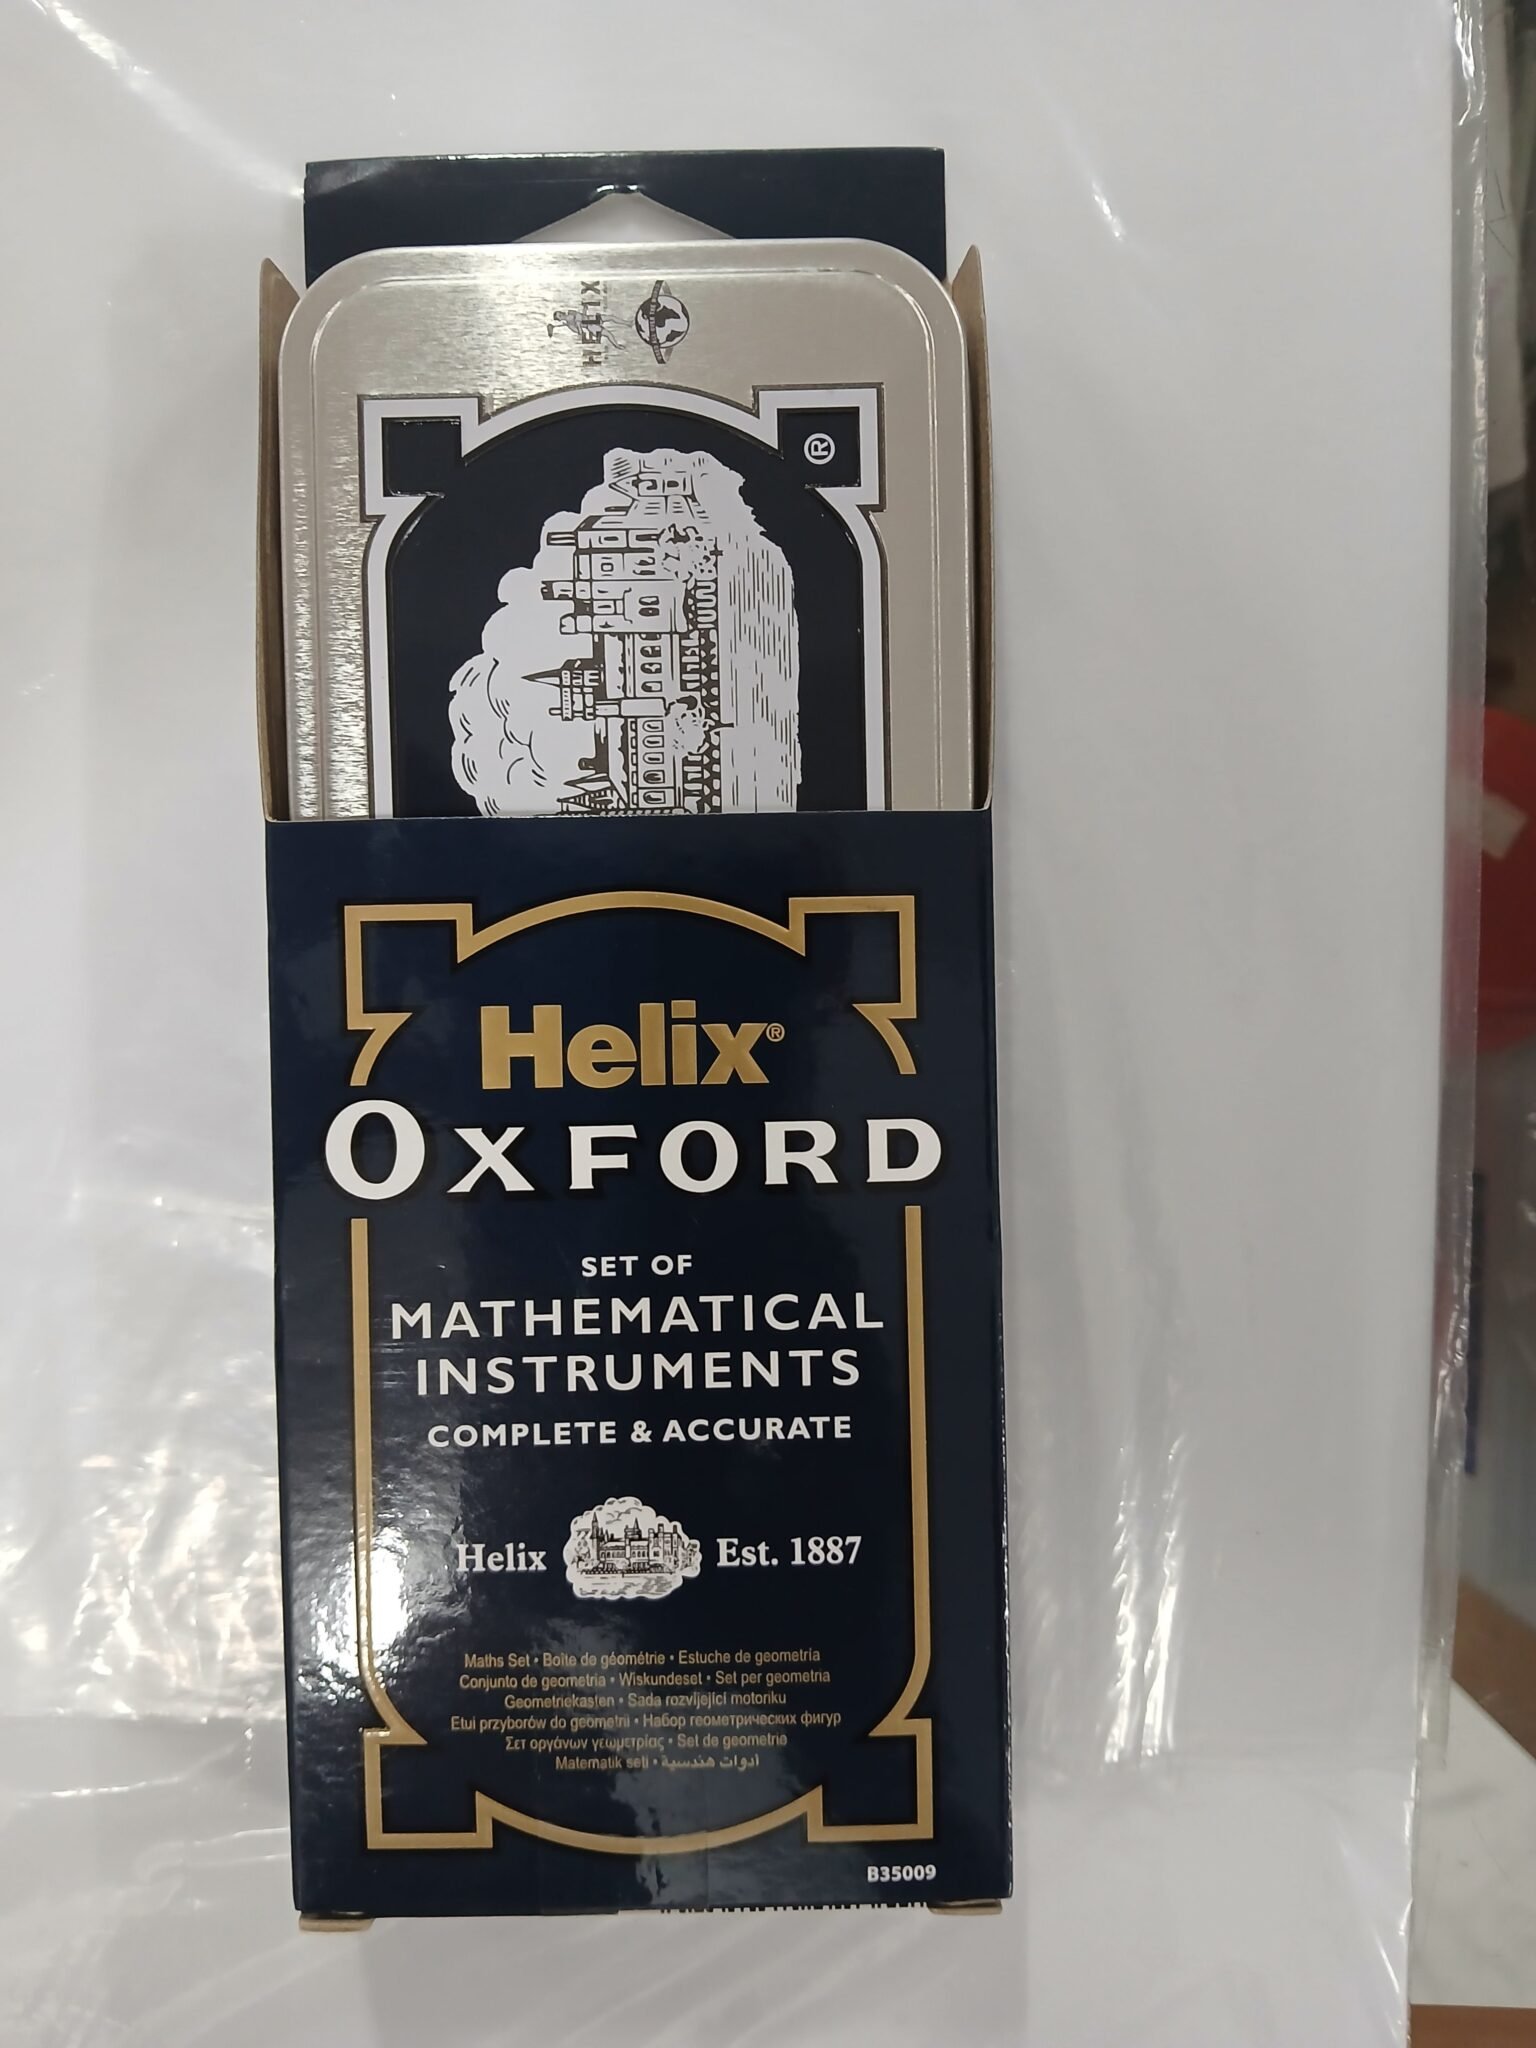 HELIX
®
Helix®
OXFORD
SET OF
MATHEMATICAL
INSTRUMENTS
COMPLETE & ACCURATE
Helix Est. 1887
Maths Set • Boîte de géométrie • Estuche de geometría
Conjunto de geometria • Wiskundeset • Set per geometria
Geometriekasten • Sada rozvíjející motoriku
Etui przyborów do geometrii • Набор геометрических фигур
Σετ οργάνων γεωμετρίας • Set de geometrie
Matematik seti • أدوات هندسية
B35009